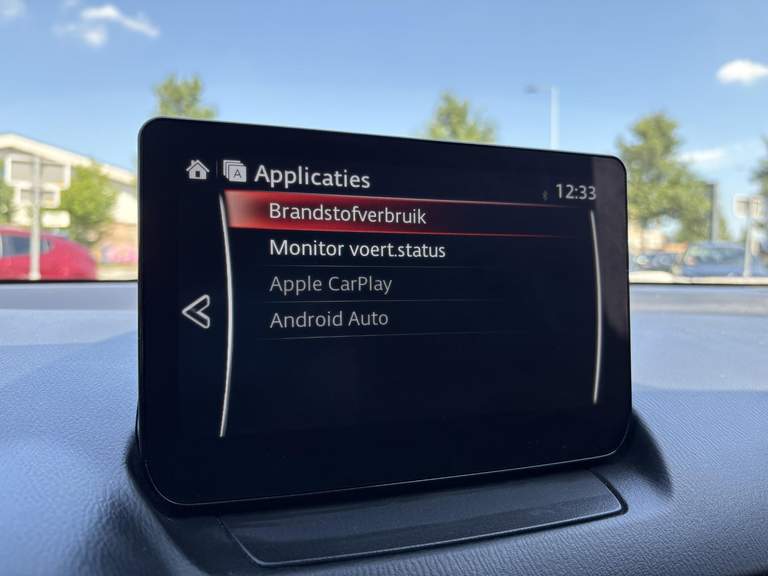 Applicaties
12:33
Brandstofverbruik
Monitor voert.status
Apple CarPlay
Android Auto